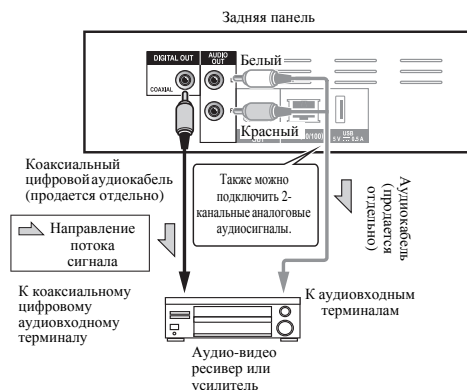 Задняя панель
DIGITAL OUT
COAXIAL
AUDIO
OUT
Белый
Красный
USB
5 V ⎓ 0.5 A
Коаксиальный
цифровой аудиокабель
(продается отдельно)
Также можно
подключить 2-
канальные аналоговые
аудиосигналы.
Аудиокабель
(продается
отдельно)
Направление
потока
сигнала
К коаксиальному
цифровому
аудиовходному
терминалу
К аудиовходным
терминалам
Аудио-видео
ресивер или
усилитель